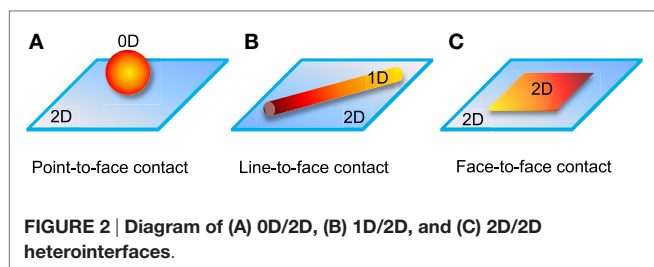 A
0D
2D
Point-to-face contact
B
1D
2D
Line-to-face contact
C
2D
2D
Face-to-face contact
FIGURE 2 | Diagram of (A) 0D/2D, (B) 1D/2D, and (C) 2D/2D
heterointerfaces.